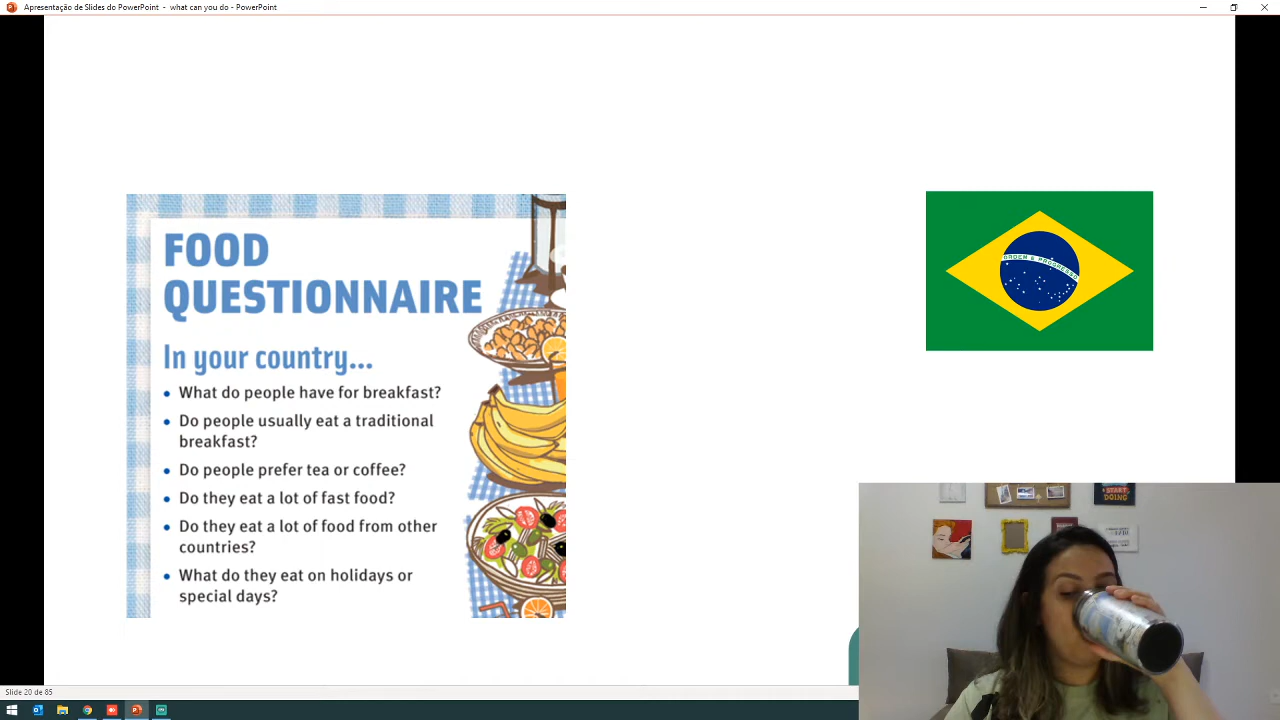 Apresentação de Slides do PowerPoint - what can you do - PowerPoint
FOOD
QUESTIONNAIRE
In your country...
• What do people have for breakfast?
• Do people usually eat a traditional
breakfast?
• Do people prefer tea or coffee?
• Do they eat a lot of fast food?
• Do they eat a lot of food from other
countries?
• What do they eat on holidays or
special days?
ORDEM E PROGRESSO
START
DOING
Slide 20 de 85